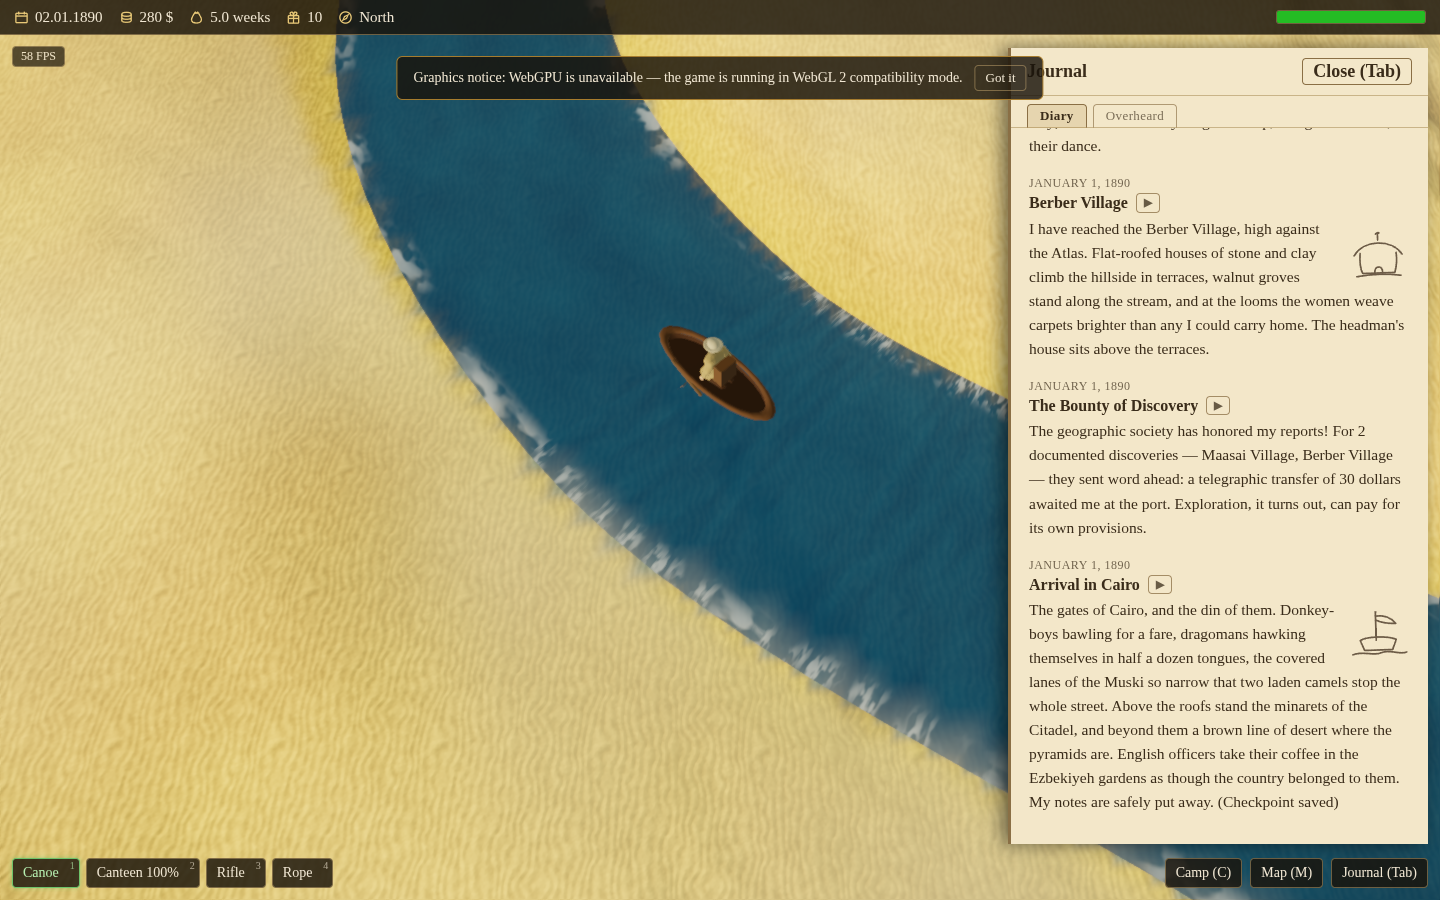 02.01.1890 280 $ 5.0 weeks 10 North
58 FPS
Graphics notice: WebGPU is unavailable — the game is running in WebGL 2 compatibility mode. Got it
Journal
Close (Tab)
Diary Overheard
their dance.
JANUARY 1, 1890
Berber Village
I have reached the Berber Village, high against
the Atlas. Flat-roofed houses of stone and clay
climb the hillside in terraces, walnut groves
stand along the stream, and at the looms the women weave
carpets brighter than any I could carry home. The headman's
house sits above the terraces.
JANUARY 1, 1890
The Bounty of Discovery
The geographic society has honored my reports! For 2
documented discoveries — Maasai Village, Berber Village
— they sent word ahead: a telegraphic transfer of 30 dollars
awaited me at the port. Exploration, it turns out, can pay for
its own provisions.
JANUARY 1, 1890
Arrival in Cairo
The gates of Cairo, and the din of them. Donkey-
boys bawling for a fare, dragomans hawking
themselves in half a dozen tongues, the covered
lanes of the Muski so narrow that two laden camels stop the
whole street. Above the roofs stand the minarets of the
Citadel, and beyond them a brown line of desert where the
pyramids are. English officers take their coffee in the
Ezbekiyeh gardens as though the country belonged to them.
My notes are safely put away. (Checkpoint saved)
Canoe 1 Canteen 100% 2 Rifle 3 Rope 4
Camp (C) Map (M) Journal (Tab)